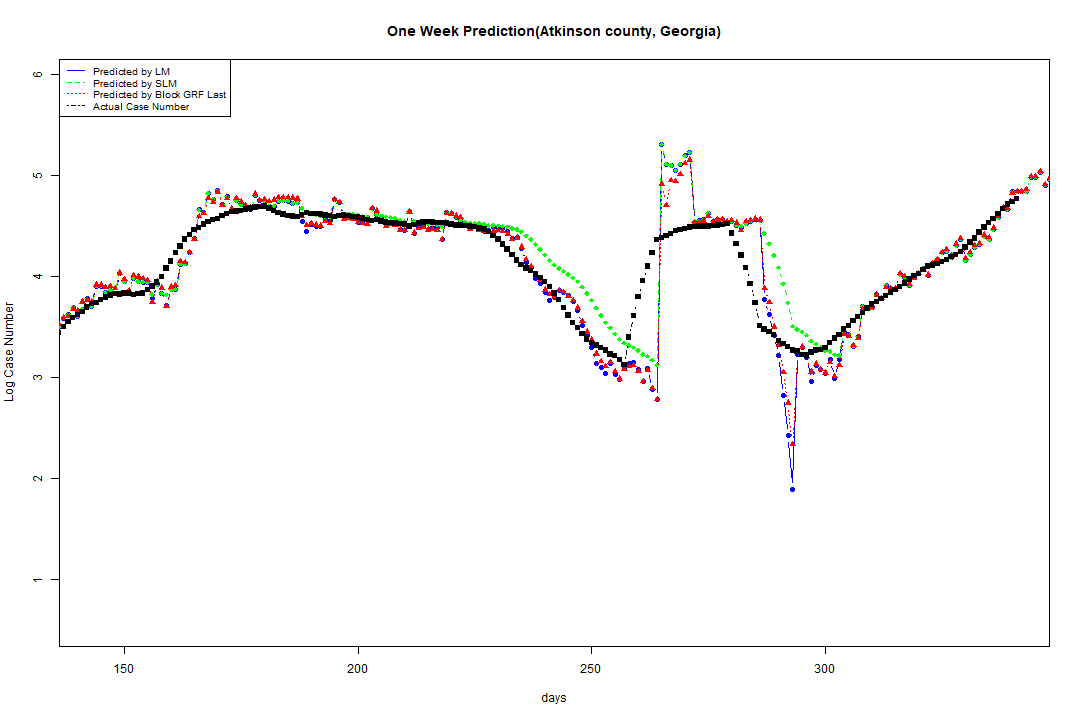 One Week Prediction(Atkinson county, Georgia)
Predicted by LM
Predicted by SLM
Predicted by Block GRF Last
Actual Case Number
6
5
4
3
2
1
Log Case Number
150
200
250
300
days